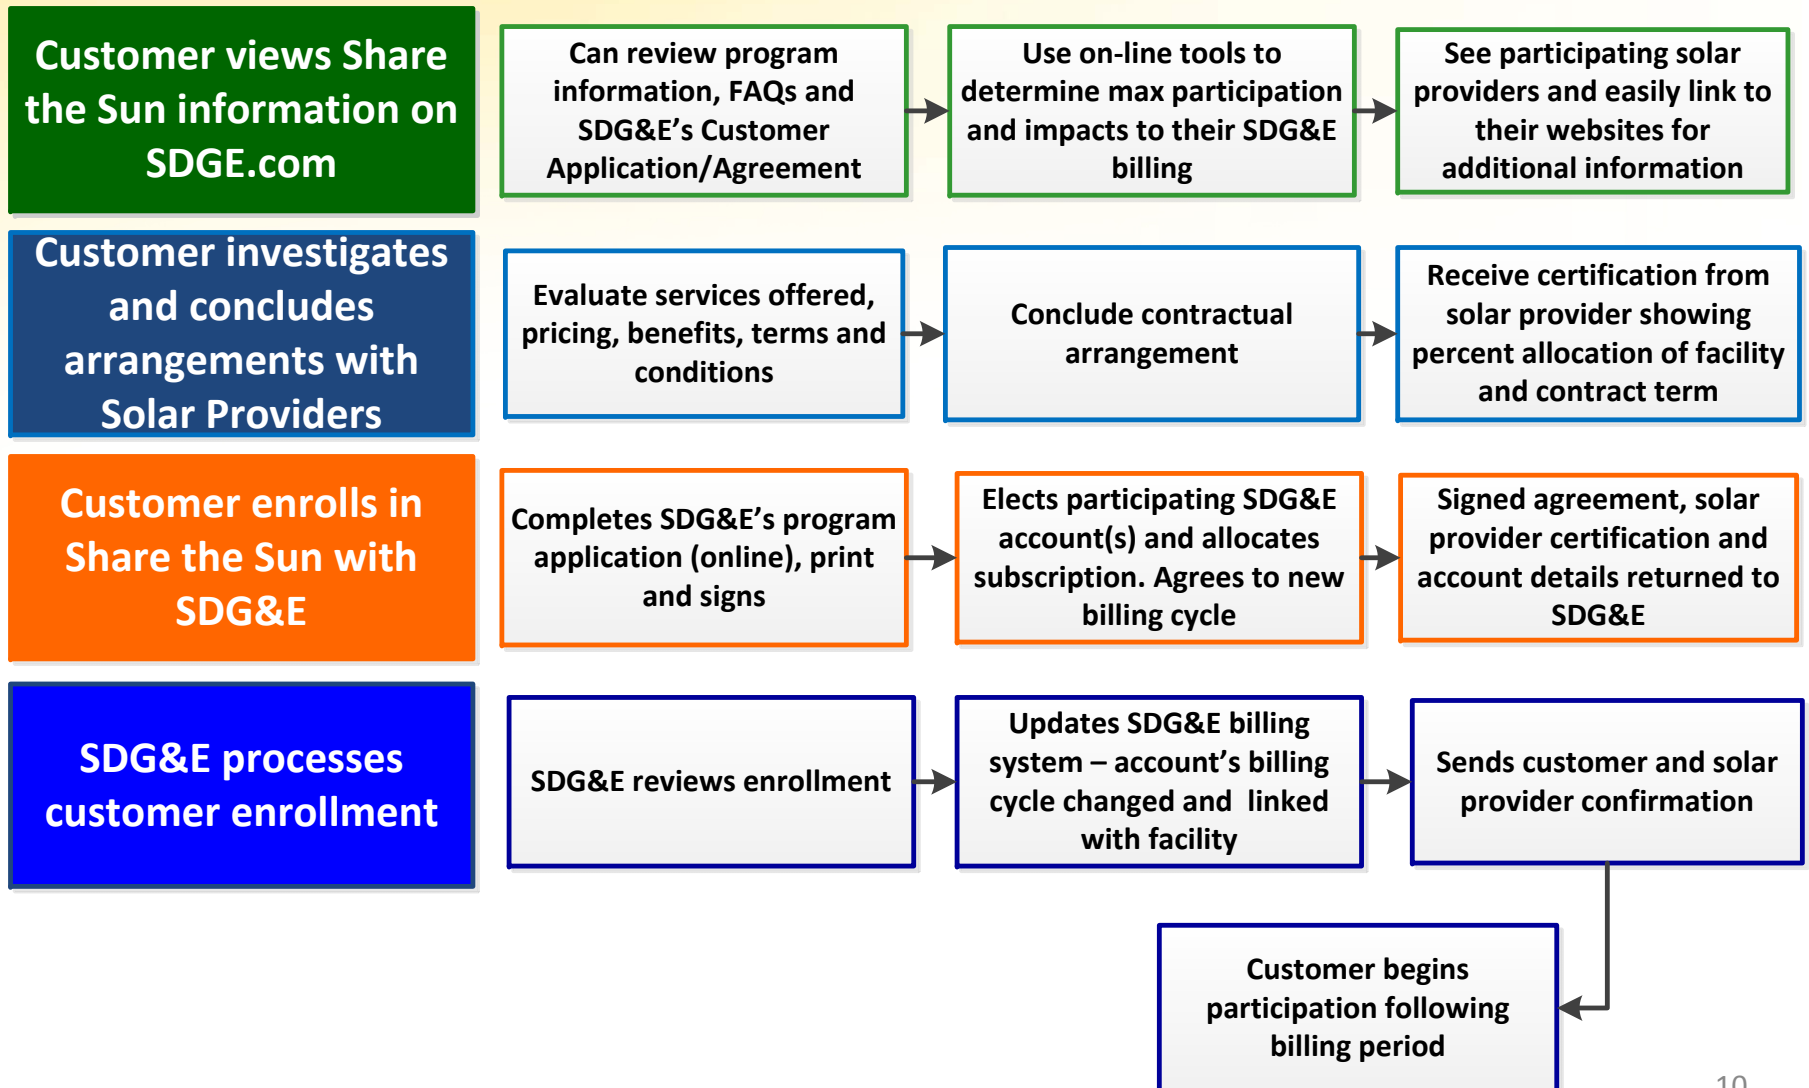 Customer views Share
the Sun information on
SDGE.com
Can review program
information, FAQs and
SDG&E’s Customer
Application/Agreement
Use on-line tools to
determine max participation
and impacts to their SDG&E
billing
See participating solar
providers and easily link to
their websites for
additional information
Customer investigates
and concludes
arrangements with
Solar Providers
Evaluate services offered,
pricing, benefits, terms and
conditions
Conclude contractual
arrangement
Receive certification from
solar provider showing
percent allocation of facility
and contract term
Customer enrolls in
Share the Sun with
SDG&E
Completes SDG&E’s program
application (online), print
and signs
Elects participating SDG&E
account(s) and allocates
subscription. Agrees to new
billing cycle
Signed agreement, solar
provider certification and
account details returned to
SDG&E
SDG&E processes
customer enrollment
SDG&E reviews enrollment
Updates SDG&E billing
system – account’s billing
cycle changed and linked
with facility
Sends customer and solar
provider confirmation
Customer begins
participation following
billing period
10